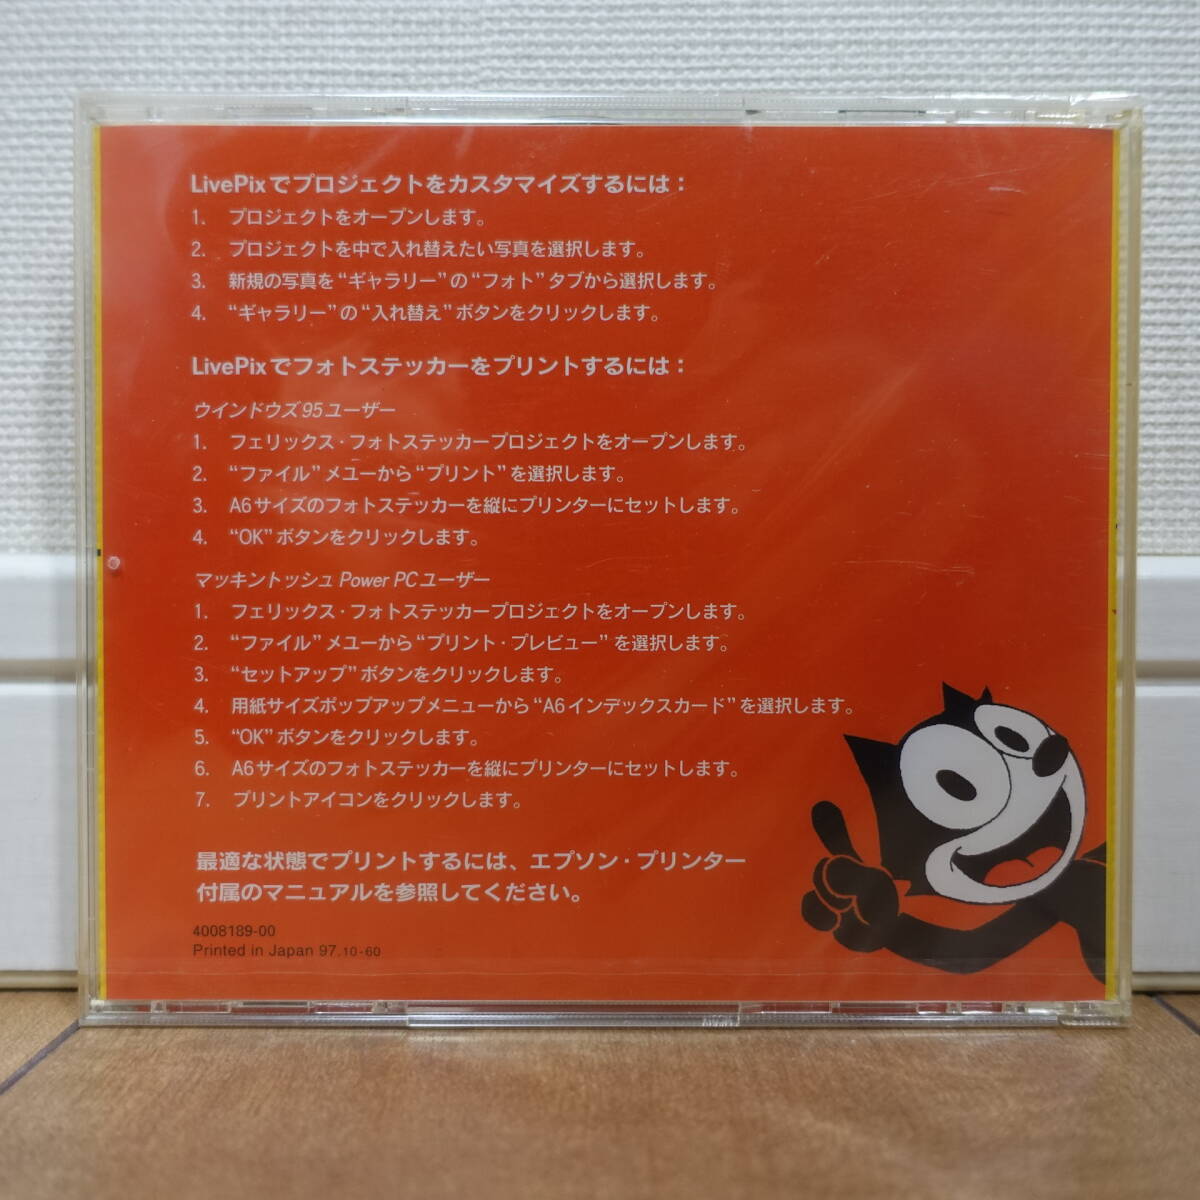 LivePixでプロジェクトをカスタマイズするには：
1. プロジェクトをオープンします。
2. プロジェクトを中で入れ替えたい写真を選択します。
3. 新規の写真を“ギャラリー”の“フォト”タブから選択します。
4. “ギャラリー”の“入れ替え”ボタンをクリックします。
LivePixでフォトステッカーをプリントするには：
ウインドウズ95ユーザー
1. フェリックス・フォトステッカープロジェクトをオープンします。
2. “ファイル”メユーから“プリント”を選択します。
3. A6サイズのフォトステッカーを縦にプリンターにセットします。
4. “OK”ボタンをクリックします。
マッキントッシュ Power PCユーザー
1. フェリックス・フォトステッカープロジェクトをオープンします。
2. “ファイル”メユーから“プリント・プレビュー”を選択します。
3. “セットアップ”ボタンをクリックします。
4. 用紙サイズポップアップメニューから“A6インデックスカード”を選択します。
5. “OK”ボタンをクリックします。
6. A6サイズのフォトステッカーを縦にプリンターにセットします。
7. プリントアイコンをクリックします。
最適な状態でプリントするには、エプソン・プリンター
付属のマニュアルを参照してください。
4008189-00
Printed in Japan 97.10-60